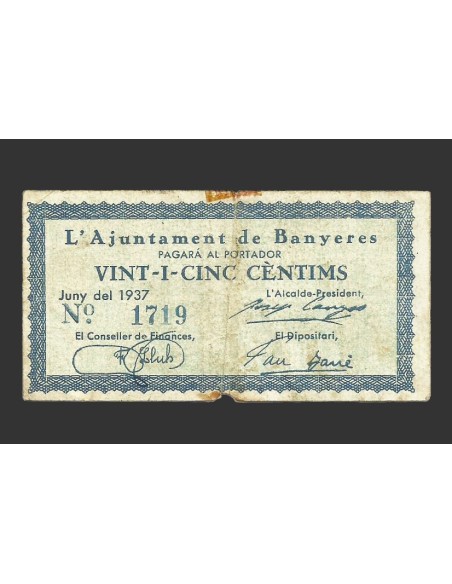 L'Ajuntament de Banyeres
PAGARÁ AL PORTADOR
VINT-I-CINC CÈNTIMS
Juny del 1937
L'Alcalde-President,
Nº 1719
El Conseller de Finances,
El Dipositari,